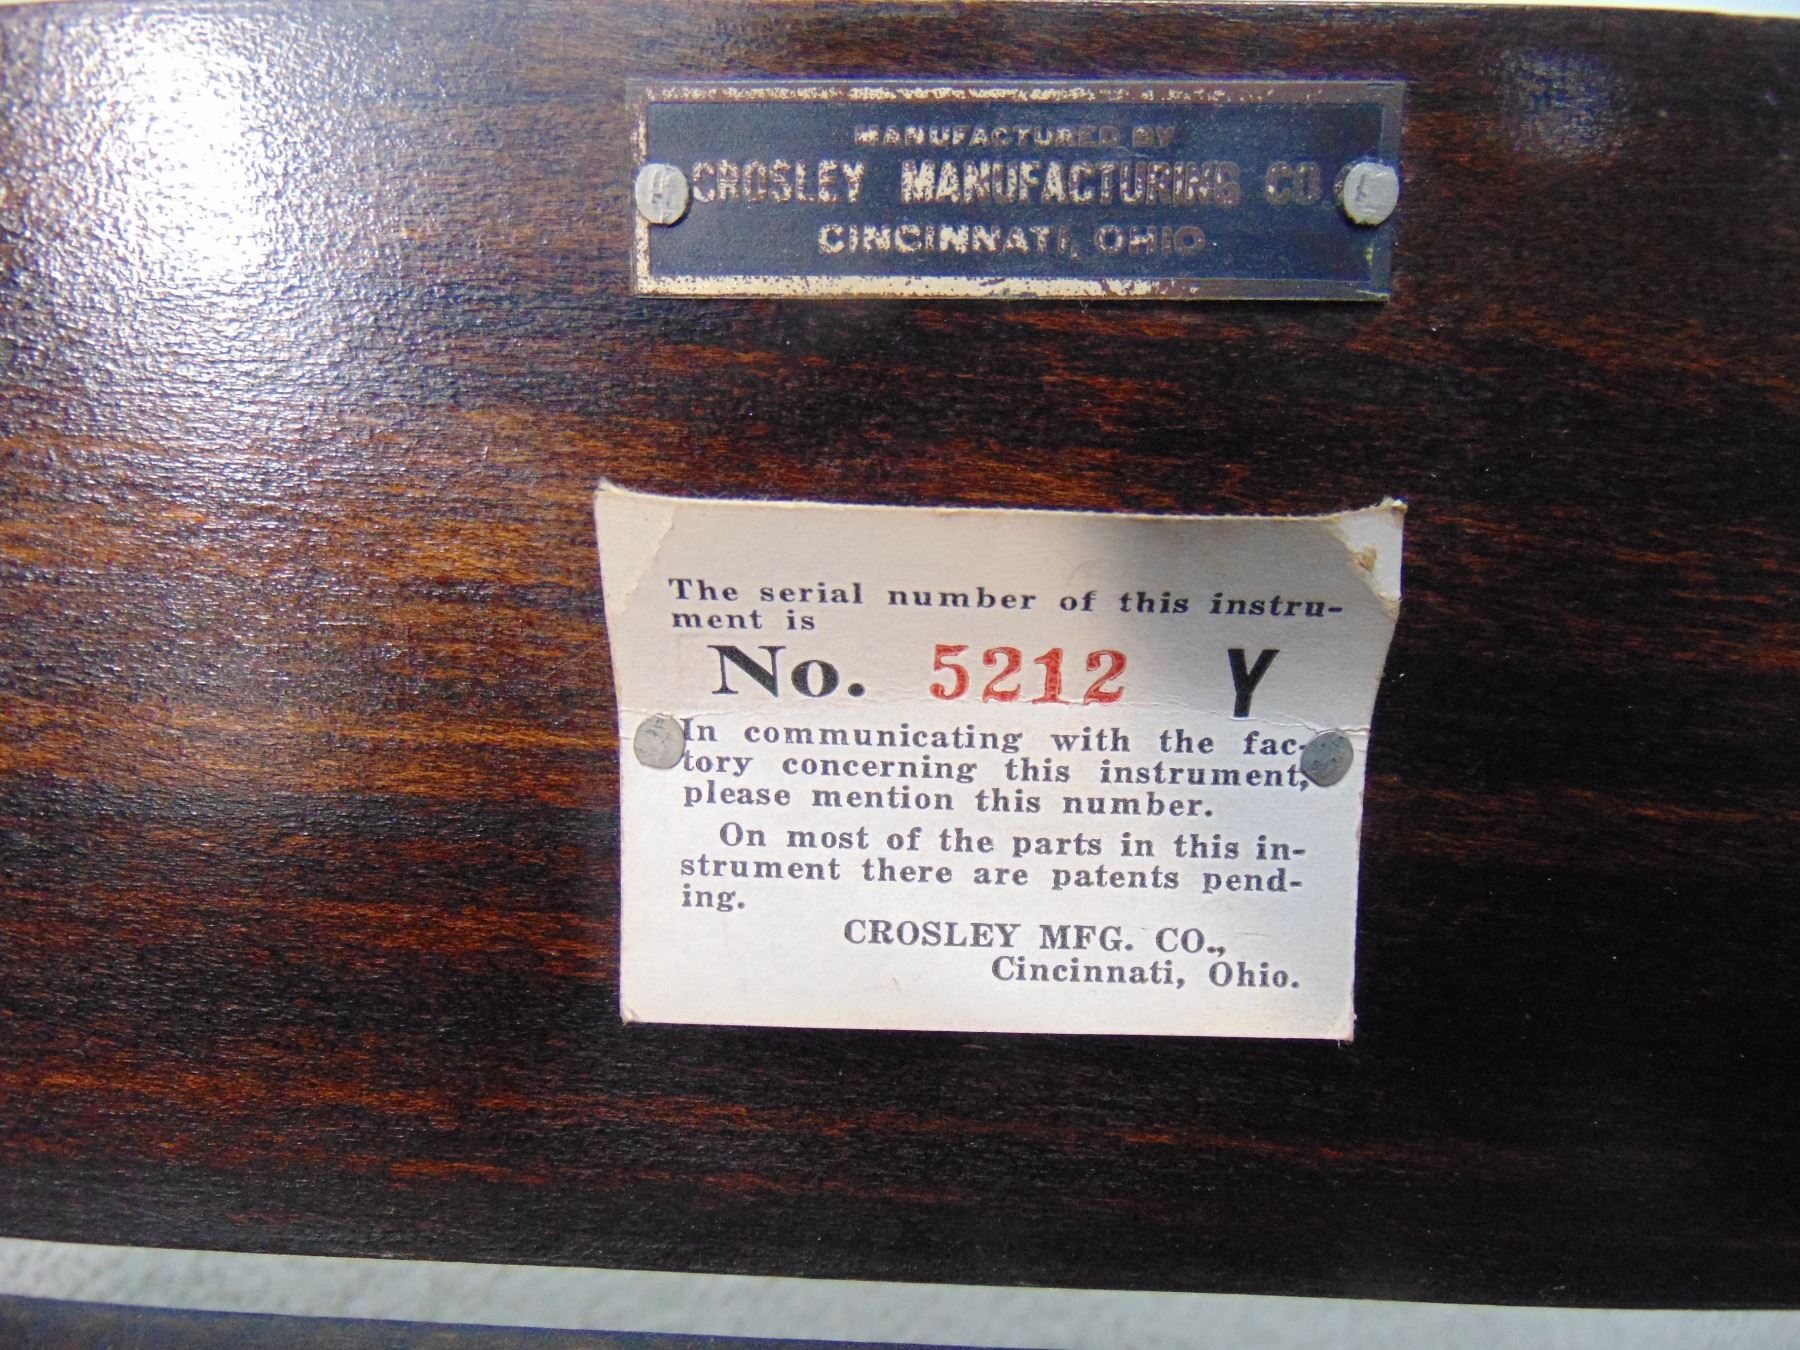 MANUFACTURED BY
CROSLEY MANUFACTURING CO.
CINCINNATI, OHIO
The serial number of this instru-
ment is
No. 5212 Y
In communicating with the fac-
tory concerning this instrument,
please mention this number.
On most of the parts in this in-
strument there are patents pend-
ing.
CROSLEY MFG. CO.,
Cincinnati, Ohio.